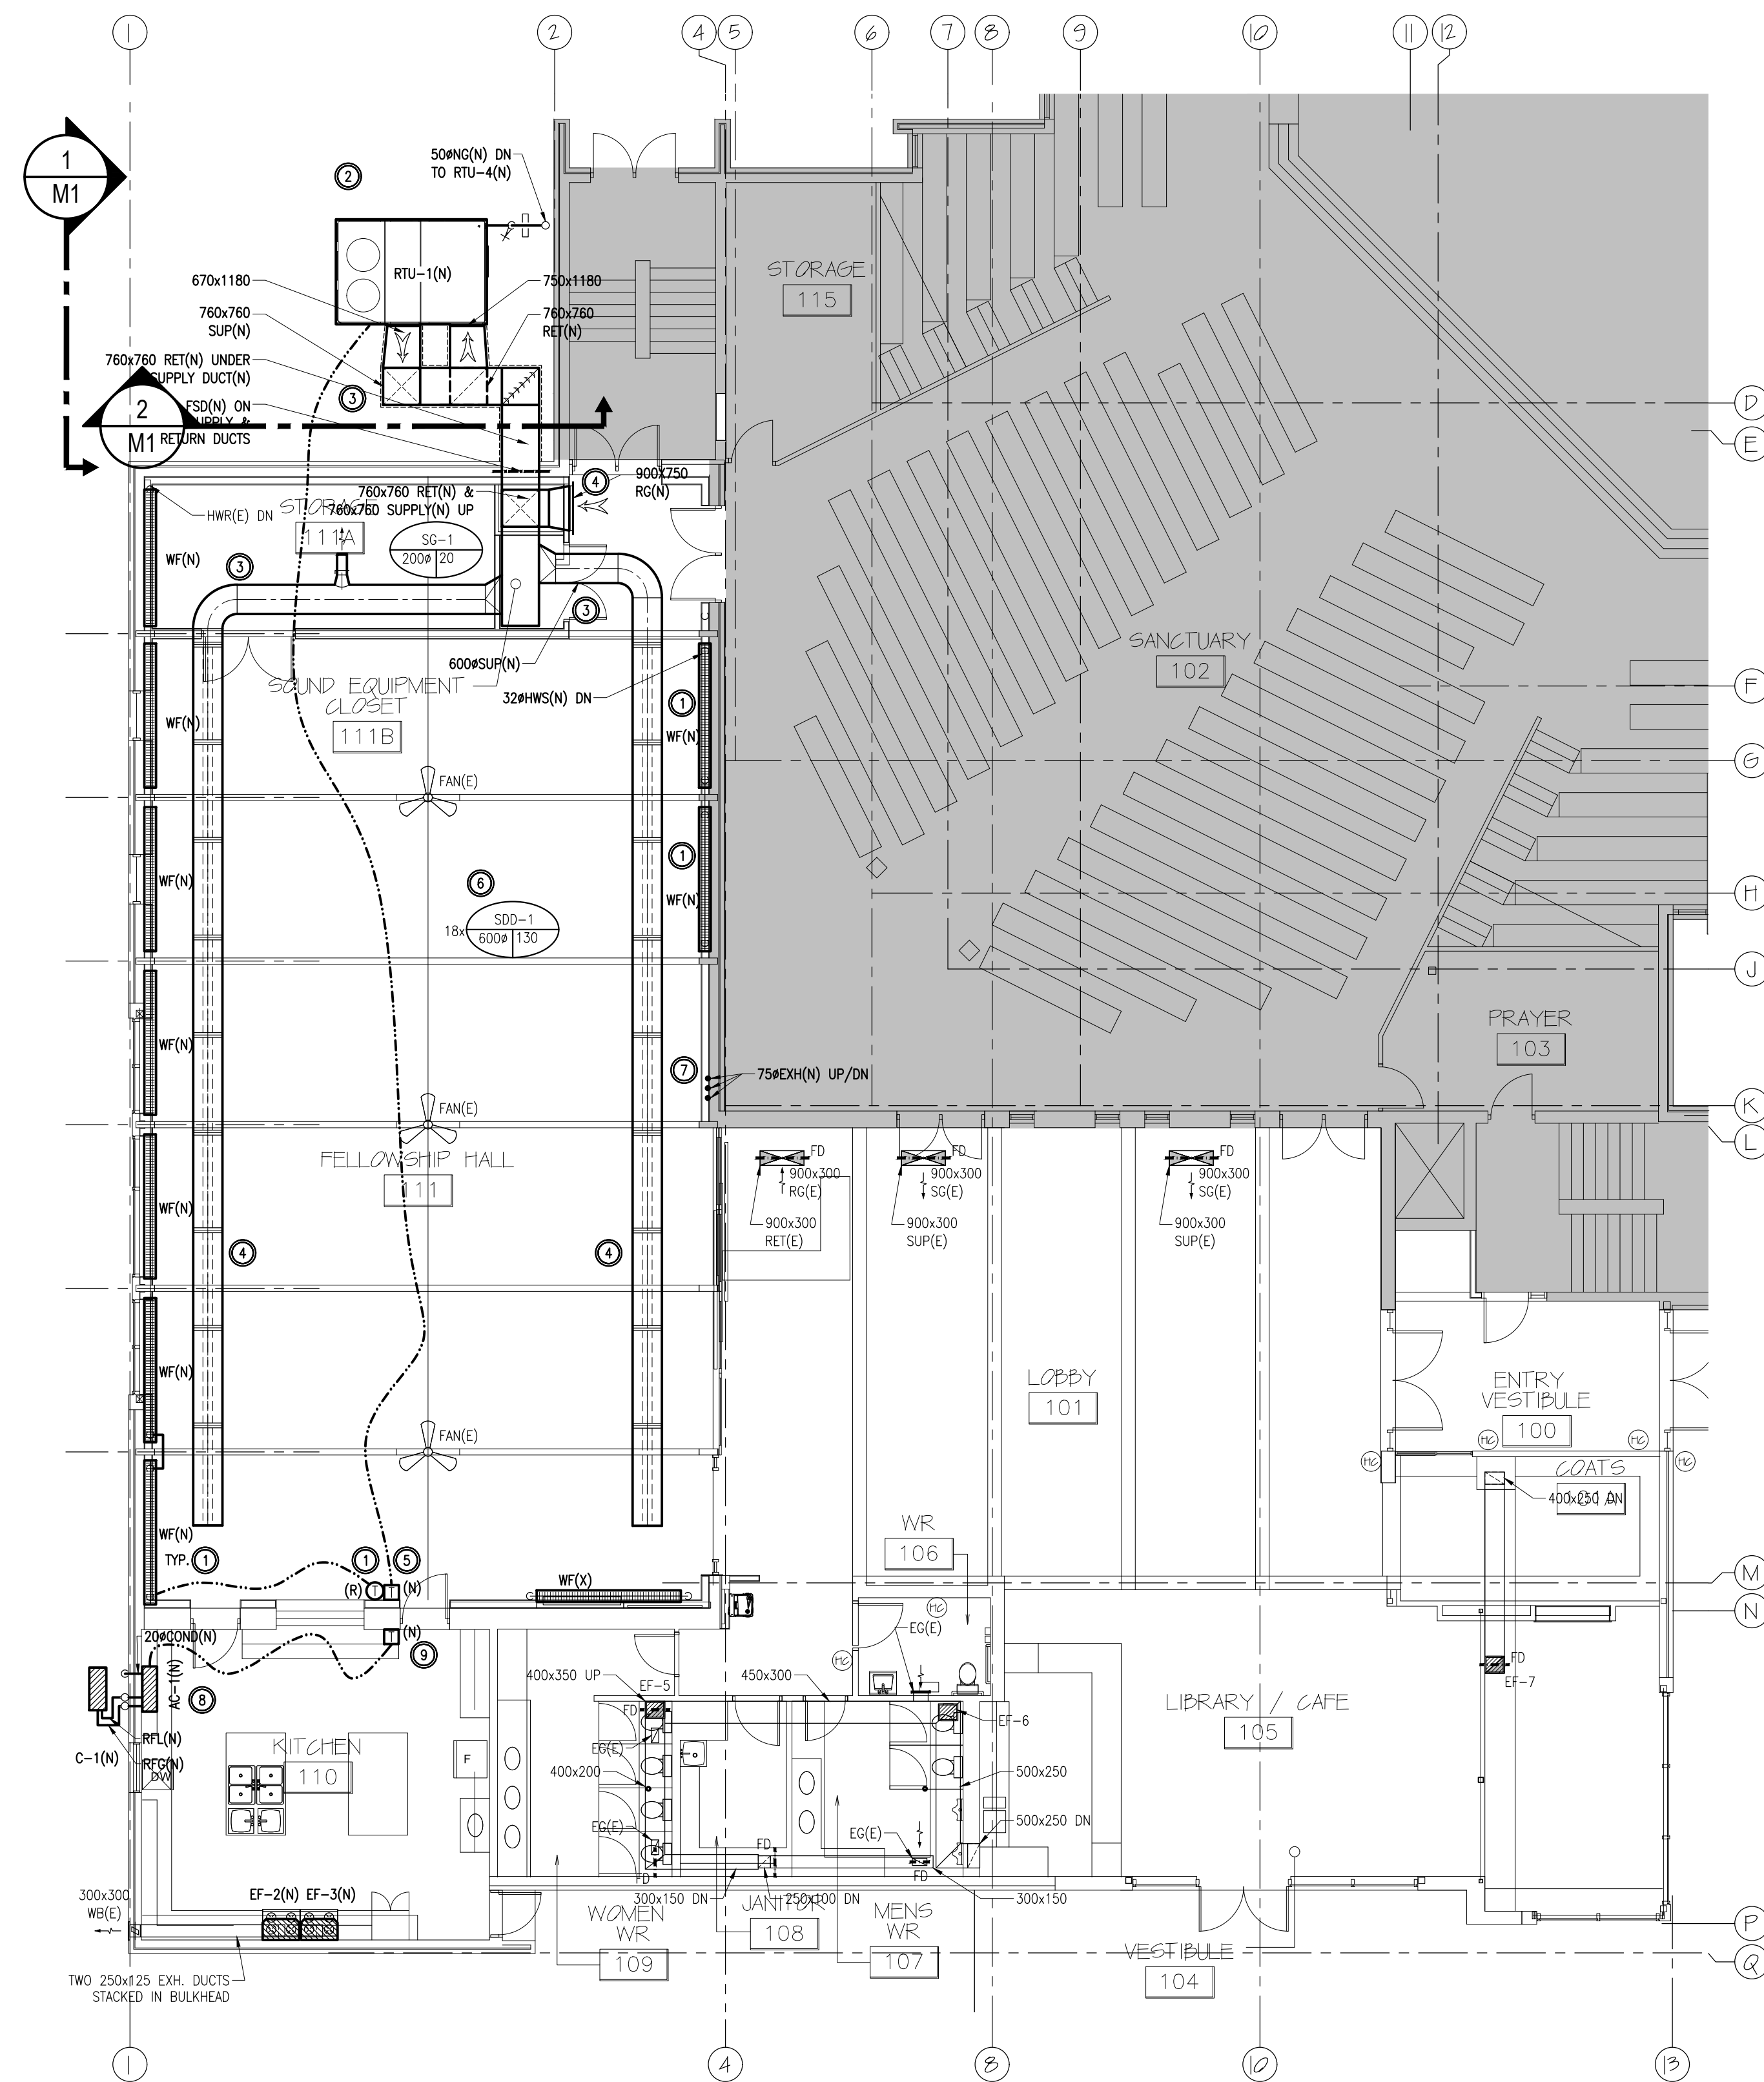 1
2
4
5
6
7
8
9
10
11
12
1
M1
2
50øNG(N) DN
TO RTU-4(N)
RTU-1(N)
670x1180
750x1180
760x760
SUP(N)
760x760
RET(N)
760x760 RET(N) UNDER
SUPPLY DUCT(N)
3
2
M1
FSD(N) ON
SUPPLY &
RETURN DUCTS
STORAGE
115
D
E
4
900X750
RG(N)
760x760 RET(N) &
760x760 SUPPLY(N) UP
HWR(E) DN
STORAGE
111A
SG-1
200ø 20
WF(N)
3
3
600øSUP(N)
SOUND EQUIPMENT
CLOSET
111B
32øHWS(N) DN
1
WF(N)
WF(N)
SANCTUARY
102
F
G
FAN(E)
1
WF(N)
WF(N)
6
18x
SDD-1
600ø 130
H
J
WF(N)
PRAYER
103
7
75øEXH(N) UP/DN
K
L
FAN(E)
FELLOWSHIP HALL
111
WF(N)
FD
900x300
RG(E)
900x300
RET(E)
FD
900x300
SG(E)
900x300
SUP(E)
FD
900x300
SG(E)
900x300
SUP(E)
4
4
WF(N)
LOBBY
101
ENTRY
VESTIBULE
100
FAN(E)
HC
HC
HC
HC
COATS
101A
400x250 DN
WF(N)
TYP.
1
1
5
(R)
T
(N)
WF(X)
WR
106
M
N
20øCOND(N)
T
(N)
9
HC
HC
EG(E)
AC-1(N)
8
C-1(N)
RFL(N)
RFG(N)
DW
KITCHEN
110
F
400x350 UP
EF-5
FD
450x300
EF-6
EG(E)
400x200
500x250
EG(E)
FD
FD
EG(E)
FD
500x250 DN
LIBRARY / CAFE
105
FD
EF-7
300x300
WB(E)
EF-2(N) EF-3(N)
300x150 DN
250x100 DN
300x150
WOMEN
WR
109
JANITOR
108
MENS
WR
107
VESTIBULE
104
P
Q
TWO 250x125 EXH. DUCTS
STACKED IN BULKHEAD
1
4
8
10
13